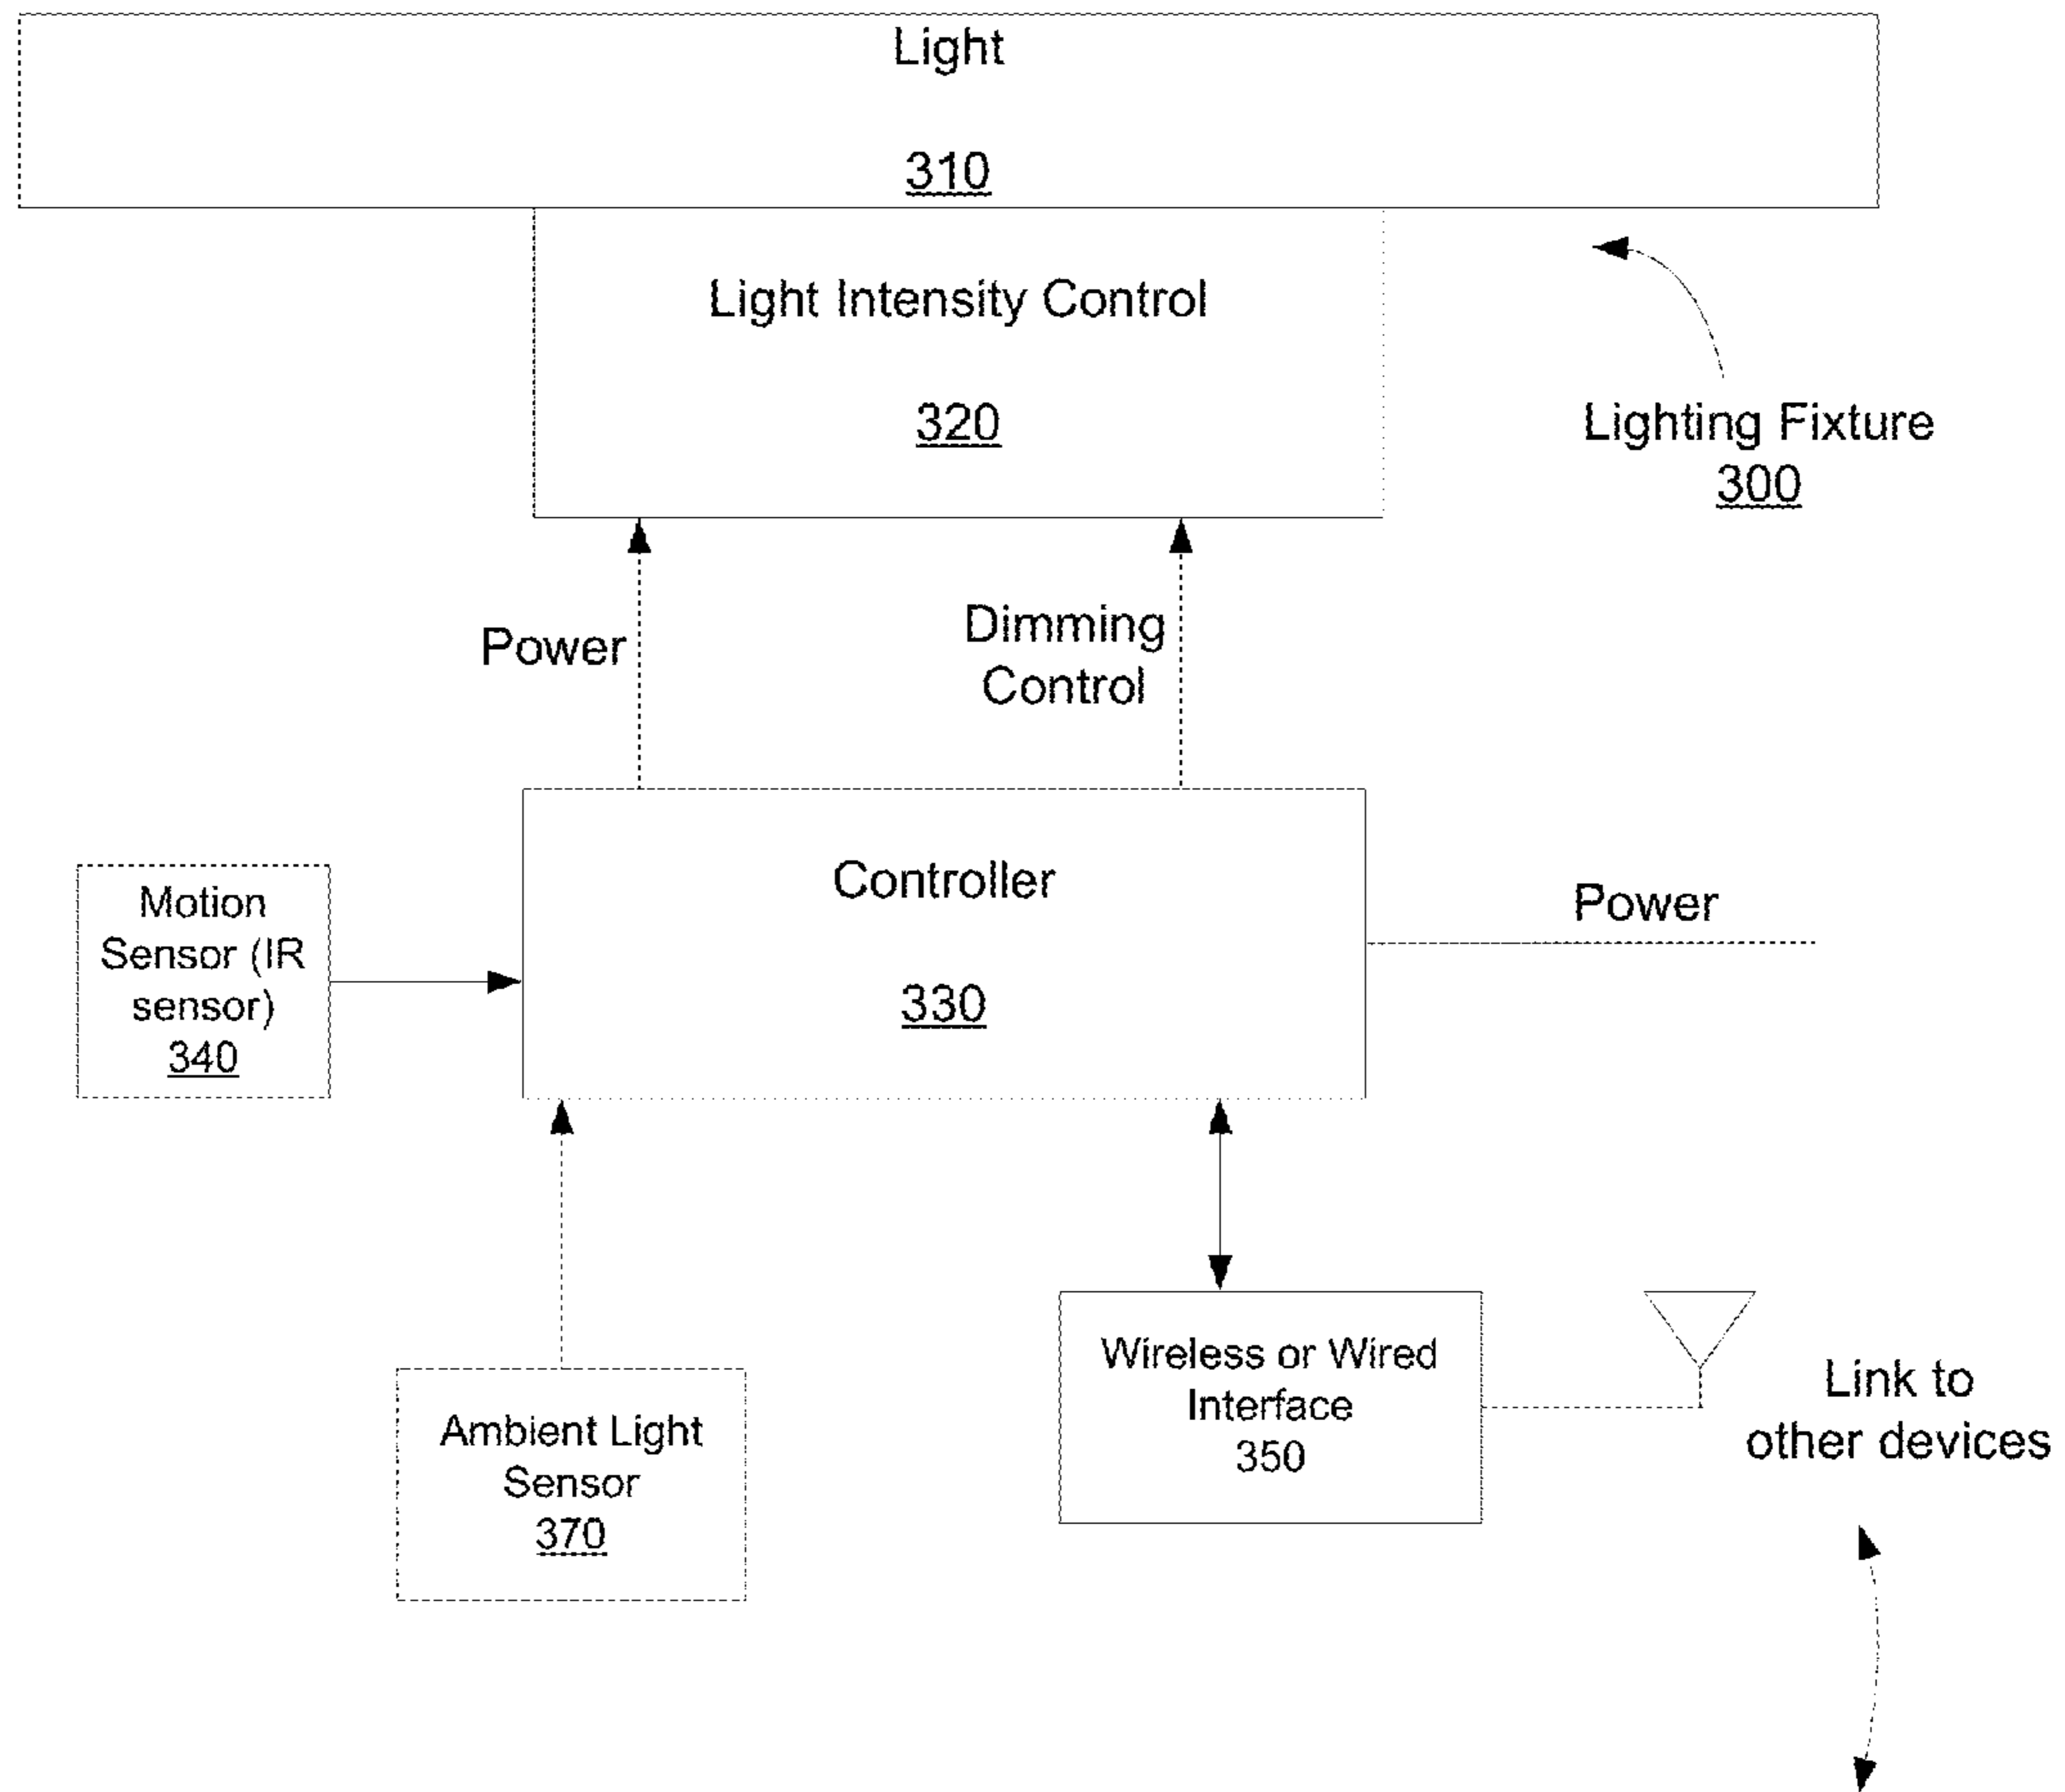 Light
310
Light Intensity Control
320
Lighting Fixture
300
Power
Dimming
Control
Controller
330
Motion
Sensor (IR
sensor)
340
Power
Wireless or Wired
Interface
350
Link to
other devices
Ambient Light
Sensor
370